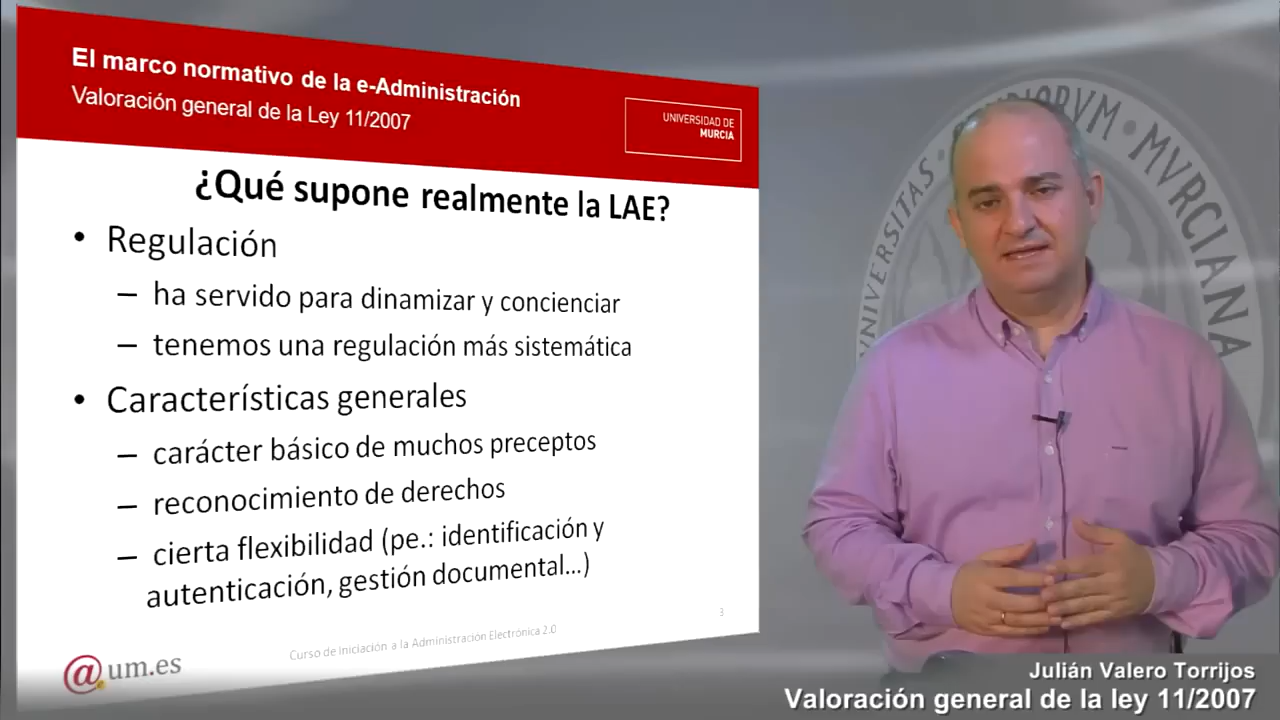 El marco normativo de la e-Administración
Valoración general de la Ley 11/2007
UNIVERSIDAD DE
MURCIA
¿Qué supone realmente la LAE?
• Regulación
– ha servido para dinamizar y concienciar
– tenemos una regulación más sistemática
• Características generales
– carácter básico de muchos preceptos
– reconocimiento de derechos
– cierta flexibilidad (pe.: identificación y
autenticación, gestión documental...)
3
Curso de Iniciación a la Administración Electrónica 2.0
@um.es
UNIVERSITAS
MVRCIANA
Julián Valero Torrijos
Valoración general de la ley 11/2007